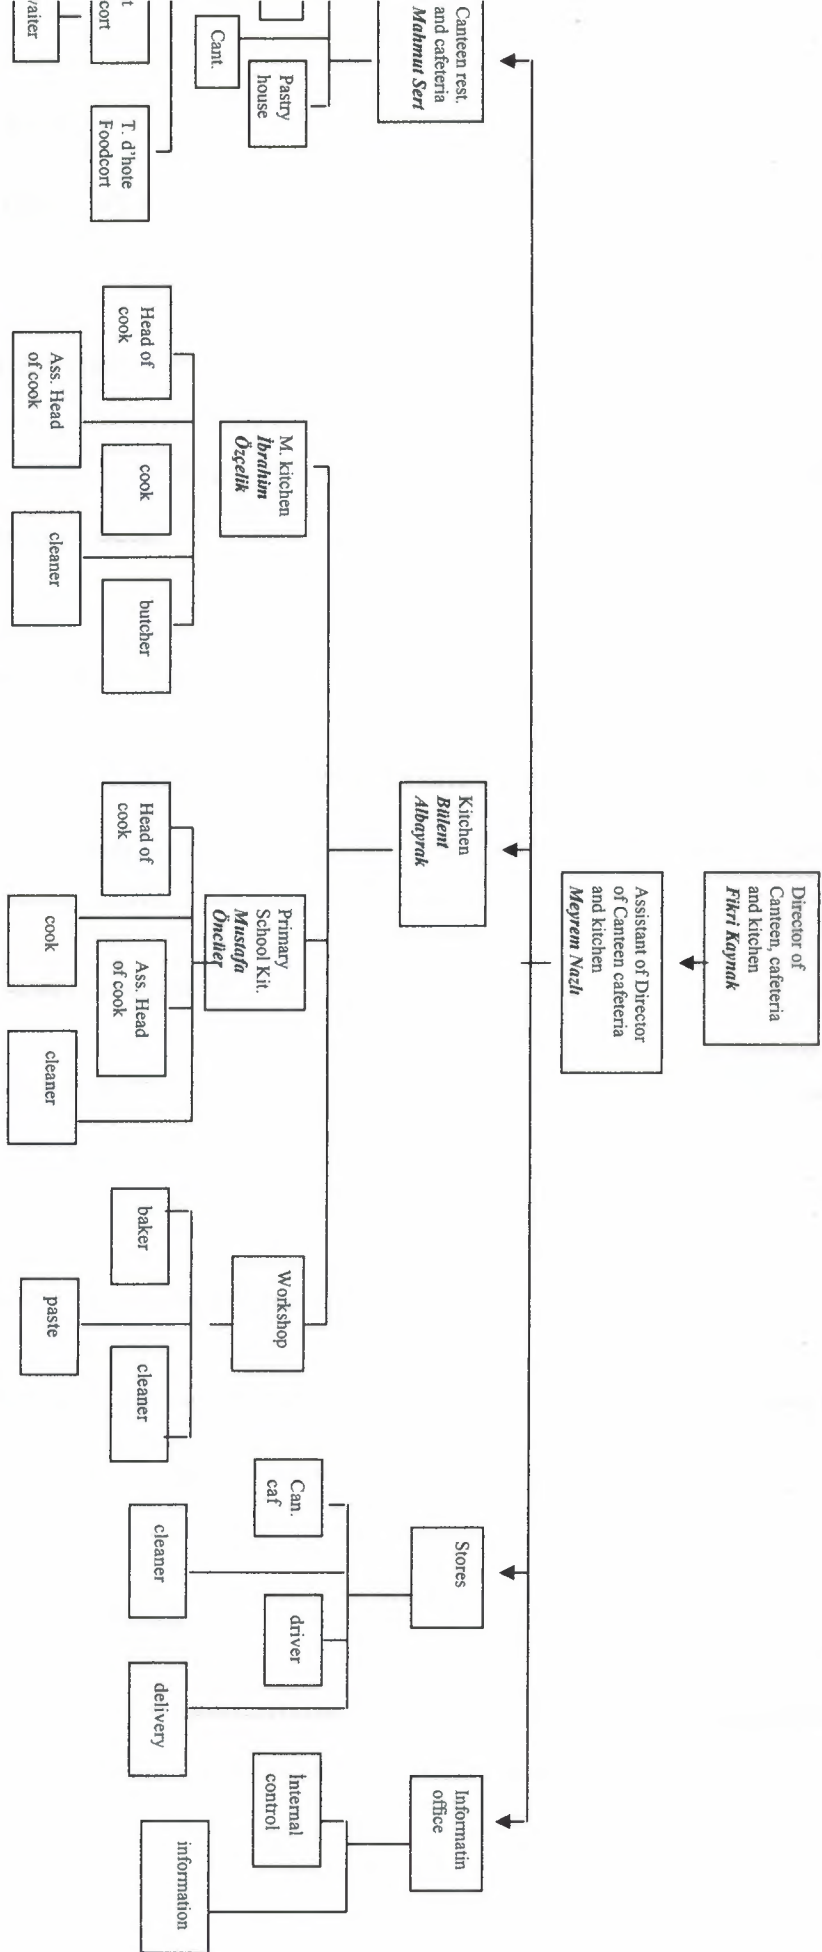 Director of
Canteen, cafeteria
and kitchen
Fikri Kaynak
Assistant of Director
of Canteen cafeteria
and kitchen
Meyrem Nazlı
Canteen rest.
and cafeteria
Mahmut Sert
Kitchen
Bülent
Albayrak
Stores
Informatin
office
Pastry
house
Cant.
T. d'hote
Foodcort
M. kitchen
İbrahim
Özçelik
Primary
School Kit.
Mustafa
Öncüer
Workshop
Can.
caf
driver
cleaner
delivery
İnternal
control
information
Head of
cook
cook
butcher
Ass. Head
of cook
cleaner
Head of
cook
Ass. Head
of cook
cook
cleaner
baker
cleaner
paste